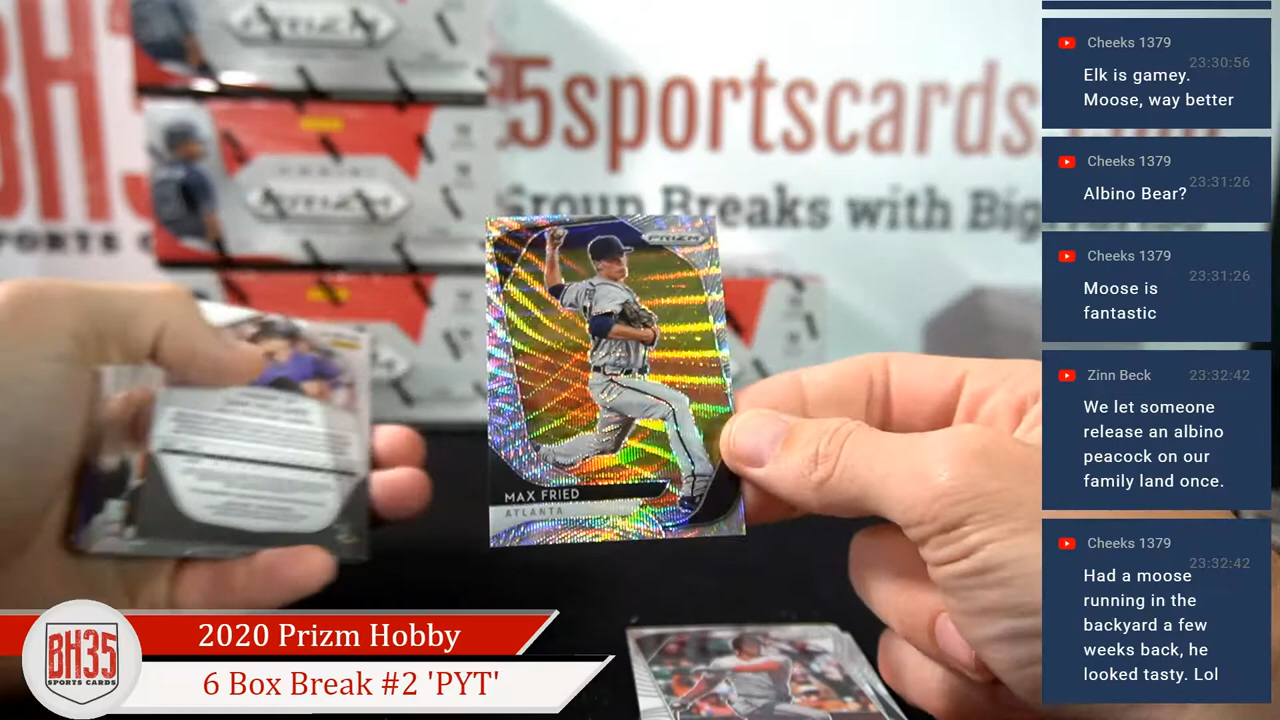 PRIZM
5sportscards
Group Breaks with Big
PRIZM
MAX FRIED
ATLANTA
BH35
SPORTS CARDS
2020 Prizm Hobby
6 Box Break #2 'PYT'
Cheeks 1379
23:30:56
Elk is gamey.
Moose, way better
Cheeks 1379
23:31:26
Albino Bear?
Cheeks 1379
23:31:26
Moose is
fantastic
Zinn Beck 23:32:42
We let someone
release an albino
peacock on our
family land once.
Cheeks 1379
23:32:42
Had a moose
running in the
backyard a few
weeks back, he
looked tasty. Lol